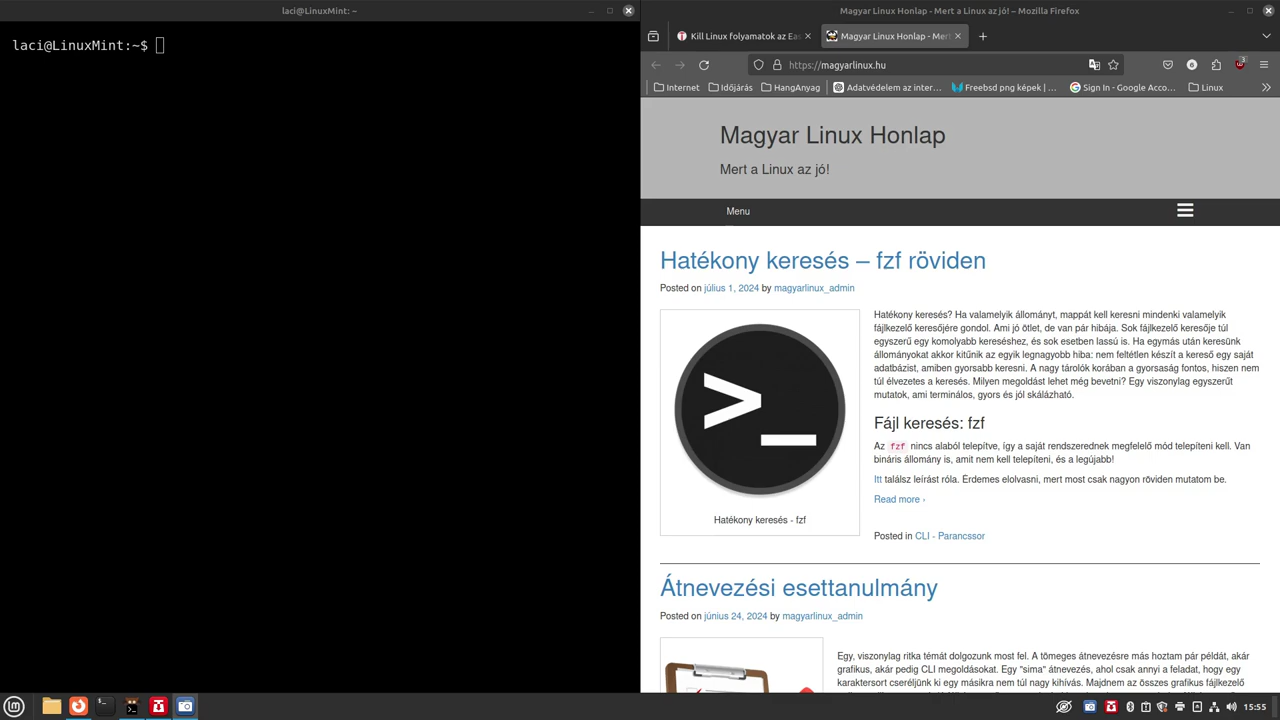 laci@LinuxMint: ~
laci@LinuxMint:~$
Magyar Linux Honlap - Mert a Linux az jó! – Mozilla Firefox
Kill Linux folyamatok az Eas
Magyar Linux Honlap - Mert
https://magyarlinux.hu
Internet
Időjárás
HangAnyag
Adatvédelem az inter…
Freebsd png képek | …
Sign In - Google Acco…
Linux
Magyar Linux Honlap
Mert a Linux az jó!
Menu
Hatékony keresés – fzf röviden
Posted on július 1, 2024 by magyarlinux_admin
>_
Hatékony keresés - fzf
Hatékony keresés? Ha valamelyik állományt, mappát kell keresni mindenki valamelyik
fájlkezelő keresőjére gondol. Ami jó ötlet, de van pár hibája. Sok fájlkezelő keresője túl
egyszerű egy komolyabb kereséshez, és sok esetben lassú is. Ha egymás után keresünk
állományokat akkor kitűnik az egyik legnagyobb hiba: nem feltétlen készít a kereső egy saját
adatbázist, amiben gyorsabb keresni. A nagy tárolók korában a gyorsaság fontos, hiszen nem
túl élvezetes a keresés. Milyen megoldást lehet még bevetni? Egy viszonylag egyszerűt
mutatok, ami terminálos, gyors és jól skálázható.
Fájl keresés: fzf
Az fzf nincs alaból telepítve, így a saját rendszerednek megfelelő mód telepíteni kell. Van
bináris állomány is, amit nem kell telepíteni, és a legújabb!
Itt találsz leírást róla. Érdemes elolvasni, mert most csak nagyon röviden mutatom be.
Read more ›
Posted in CLI - Parancssor
Átnevezési esettanulmány
Posted on június 24, 2024 by magyarlinux_admin
Egy, viszonylag ritka témát dolgozunk most fel. A tömeges átnevezésre más hoztam pár példát, akár
grafikus, akár pedig CLI megoldásokat. Egy "sima" átnevezés, ahol csak annyi a feladat, hogy egy
karaktersort cseréljünk ki egy másikra nem túl nagy kihívás. Majdnem az összes grafikus fájlkezelő
15:55